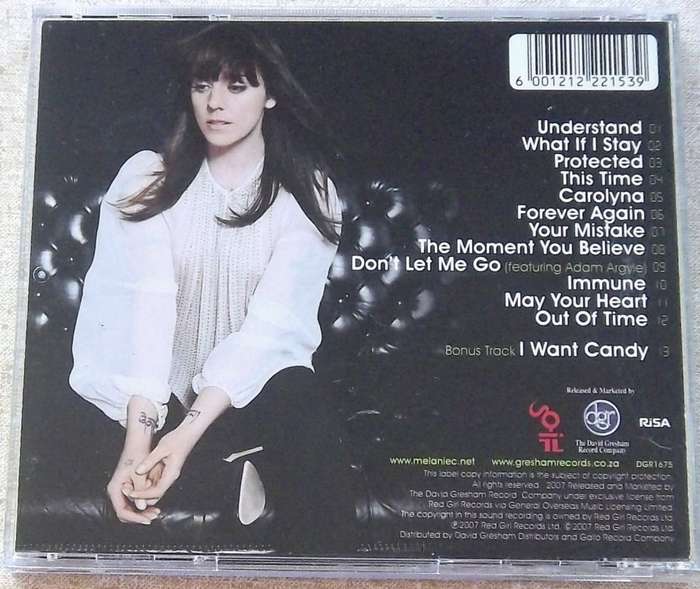 6 001212 221539
Understand 01
What If I Stay 02
Protected 03
This Time 04
Carolyna 05
Forever Again 06
Your Mistake 07
The Moment You Believe 08
Don't Let Me Go (featuring Adam Argyle) 09
Immune 10
May Your Heart 11
Out Of Time 12
Bonus Track I Want Candy 13
Released & Marketed by
dgr
RiSA
The David Gresham
Record Company
www.melaniec.net www.greshamrecords.co.za DGR1675
This label copy information is the subject of copyright protection.
All rights reserved. 2007 Released and Marketed by
The David Gresham Record Company under exclusive license from
Red Girl Records via General Overseas Music Licensing Limited.
The copyright in this sound recording is owned by Red Girl Records Ltd.
℗2007 Red Girl Records Ltd. ©2007 Red Girl Records Ltd.
Distributed by David Gresham Distributors and Gallo Record Company